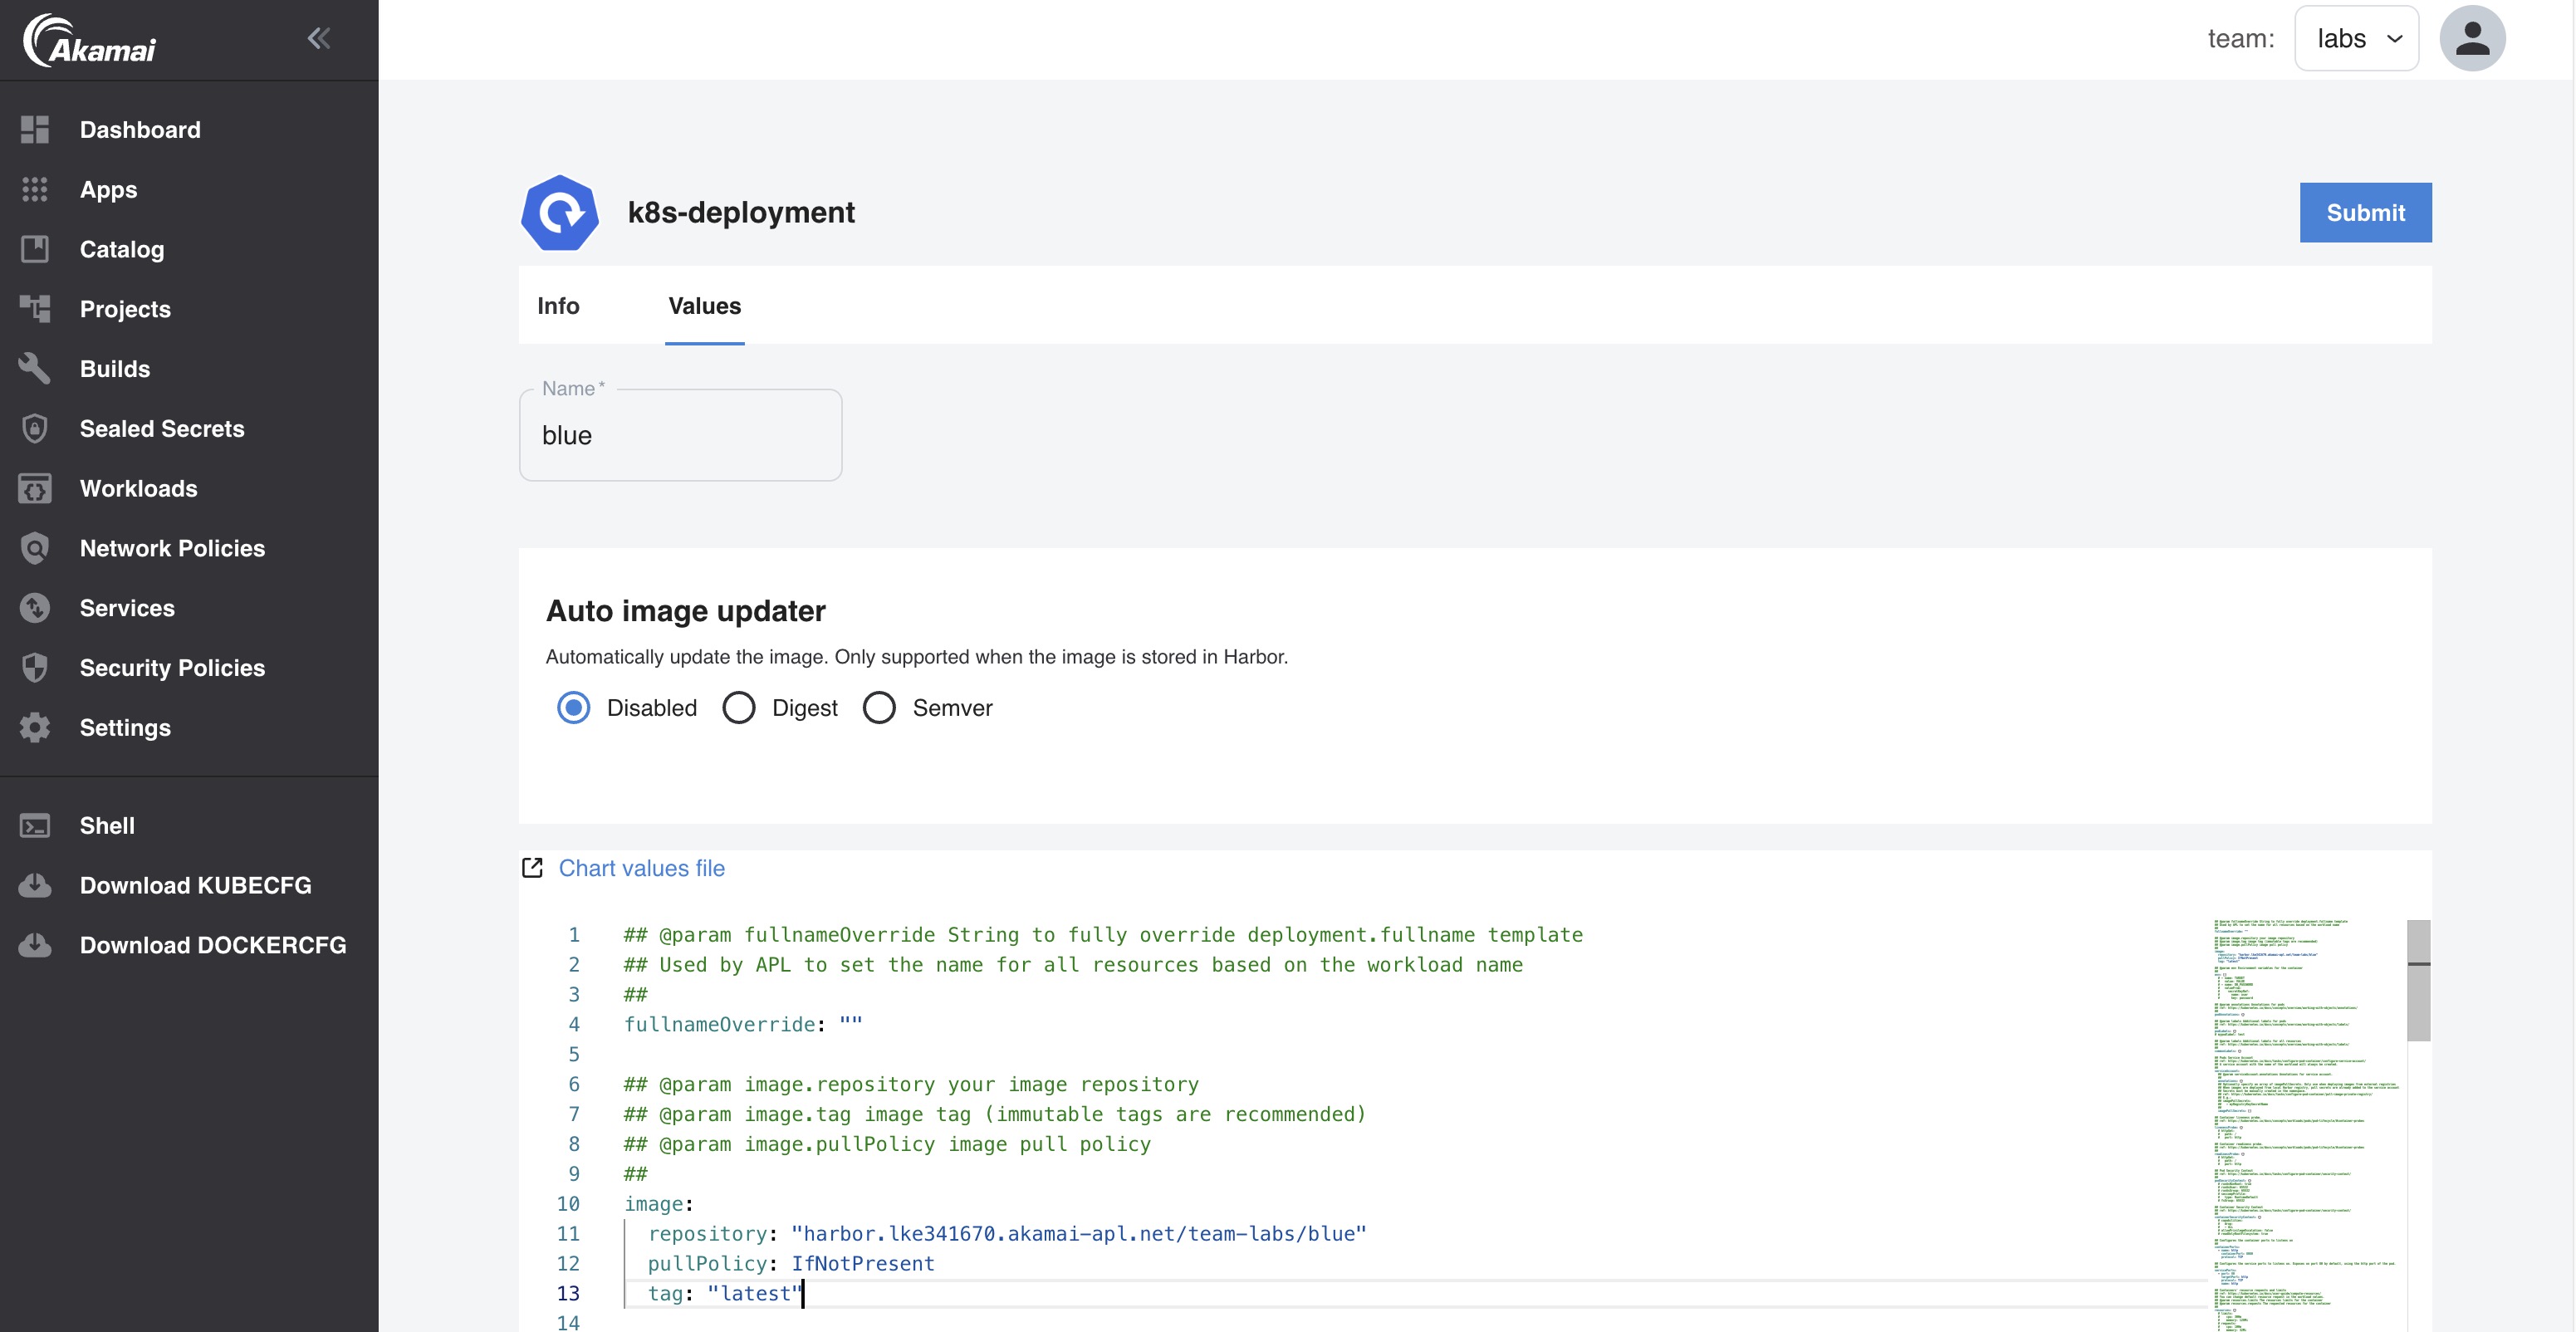 Akamai
team:
labs
Dashboard
Apps
Catalog
Projects
Builds
Sealed Secrets
Workloads
Network Policies
Services
Security Policies
Settings
Shell
Download KUBECFG
Download DOCKERCFG
k8s-deployment
Submit
Info
Values
Name*
blue
Auto image updater
Automatically update the image. Only supported when the image is stored in Harbor.
Disabled
Digest
Semver
Chart values file
1 ## @param fullnameOverride String to fully override deployment.fullname template
2 ## Used by APL to set the name for all resources based on the workload name
3 ##
4 fullnameOverride: ""
5
6 ## @param image.repository your image repository
7 ## @param image.tag image tag (immutable tags are recommended)
8 ## @param image.pullPolicy image pull policy
9 ##
10 image:
11 repository: "harbor.lke341670.akamai-apl.net/team-labs/blue"
12 pullPolicy: IfNotPresent
13 tag: "latest"
14